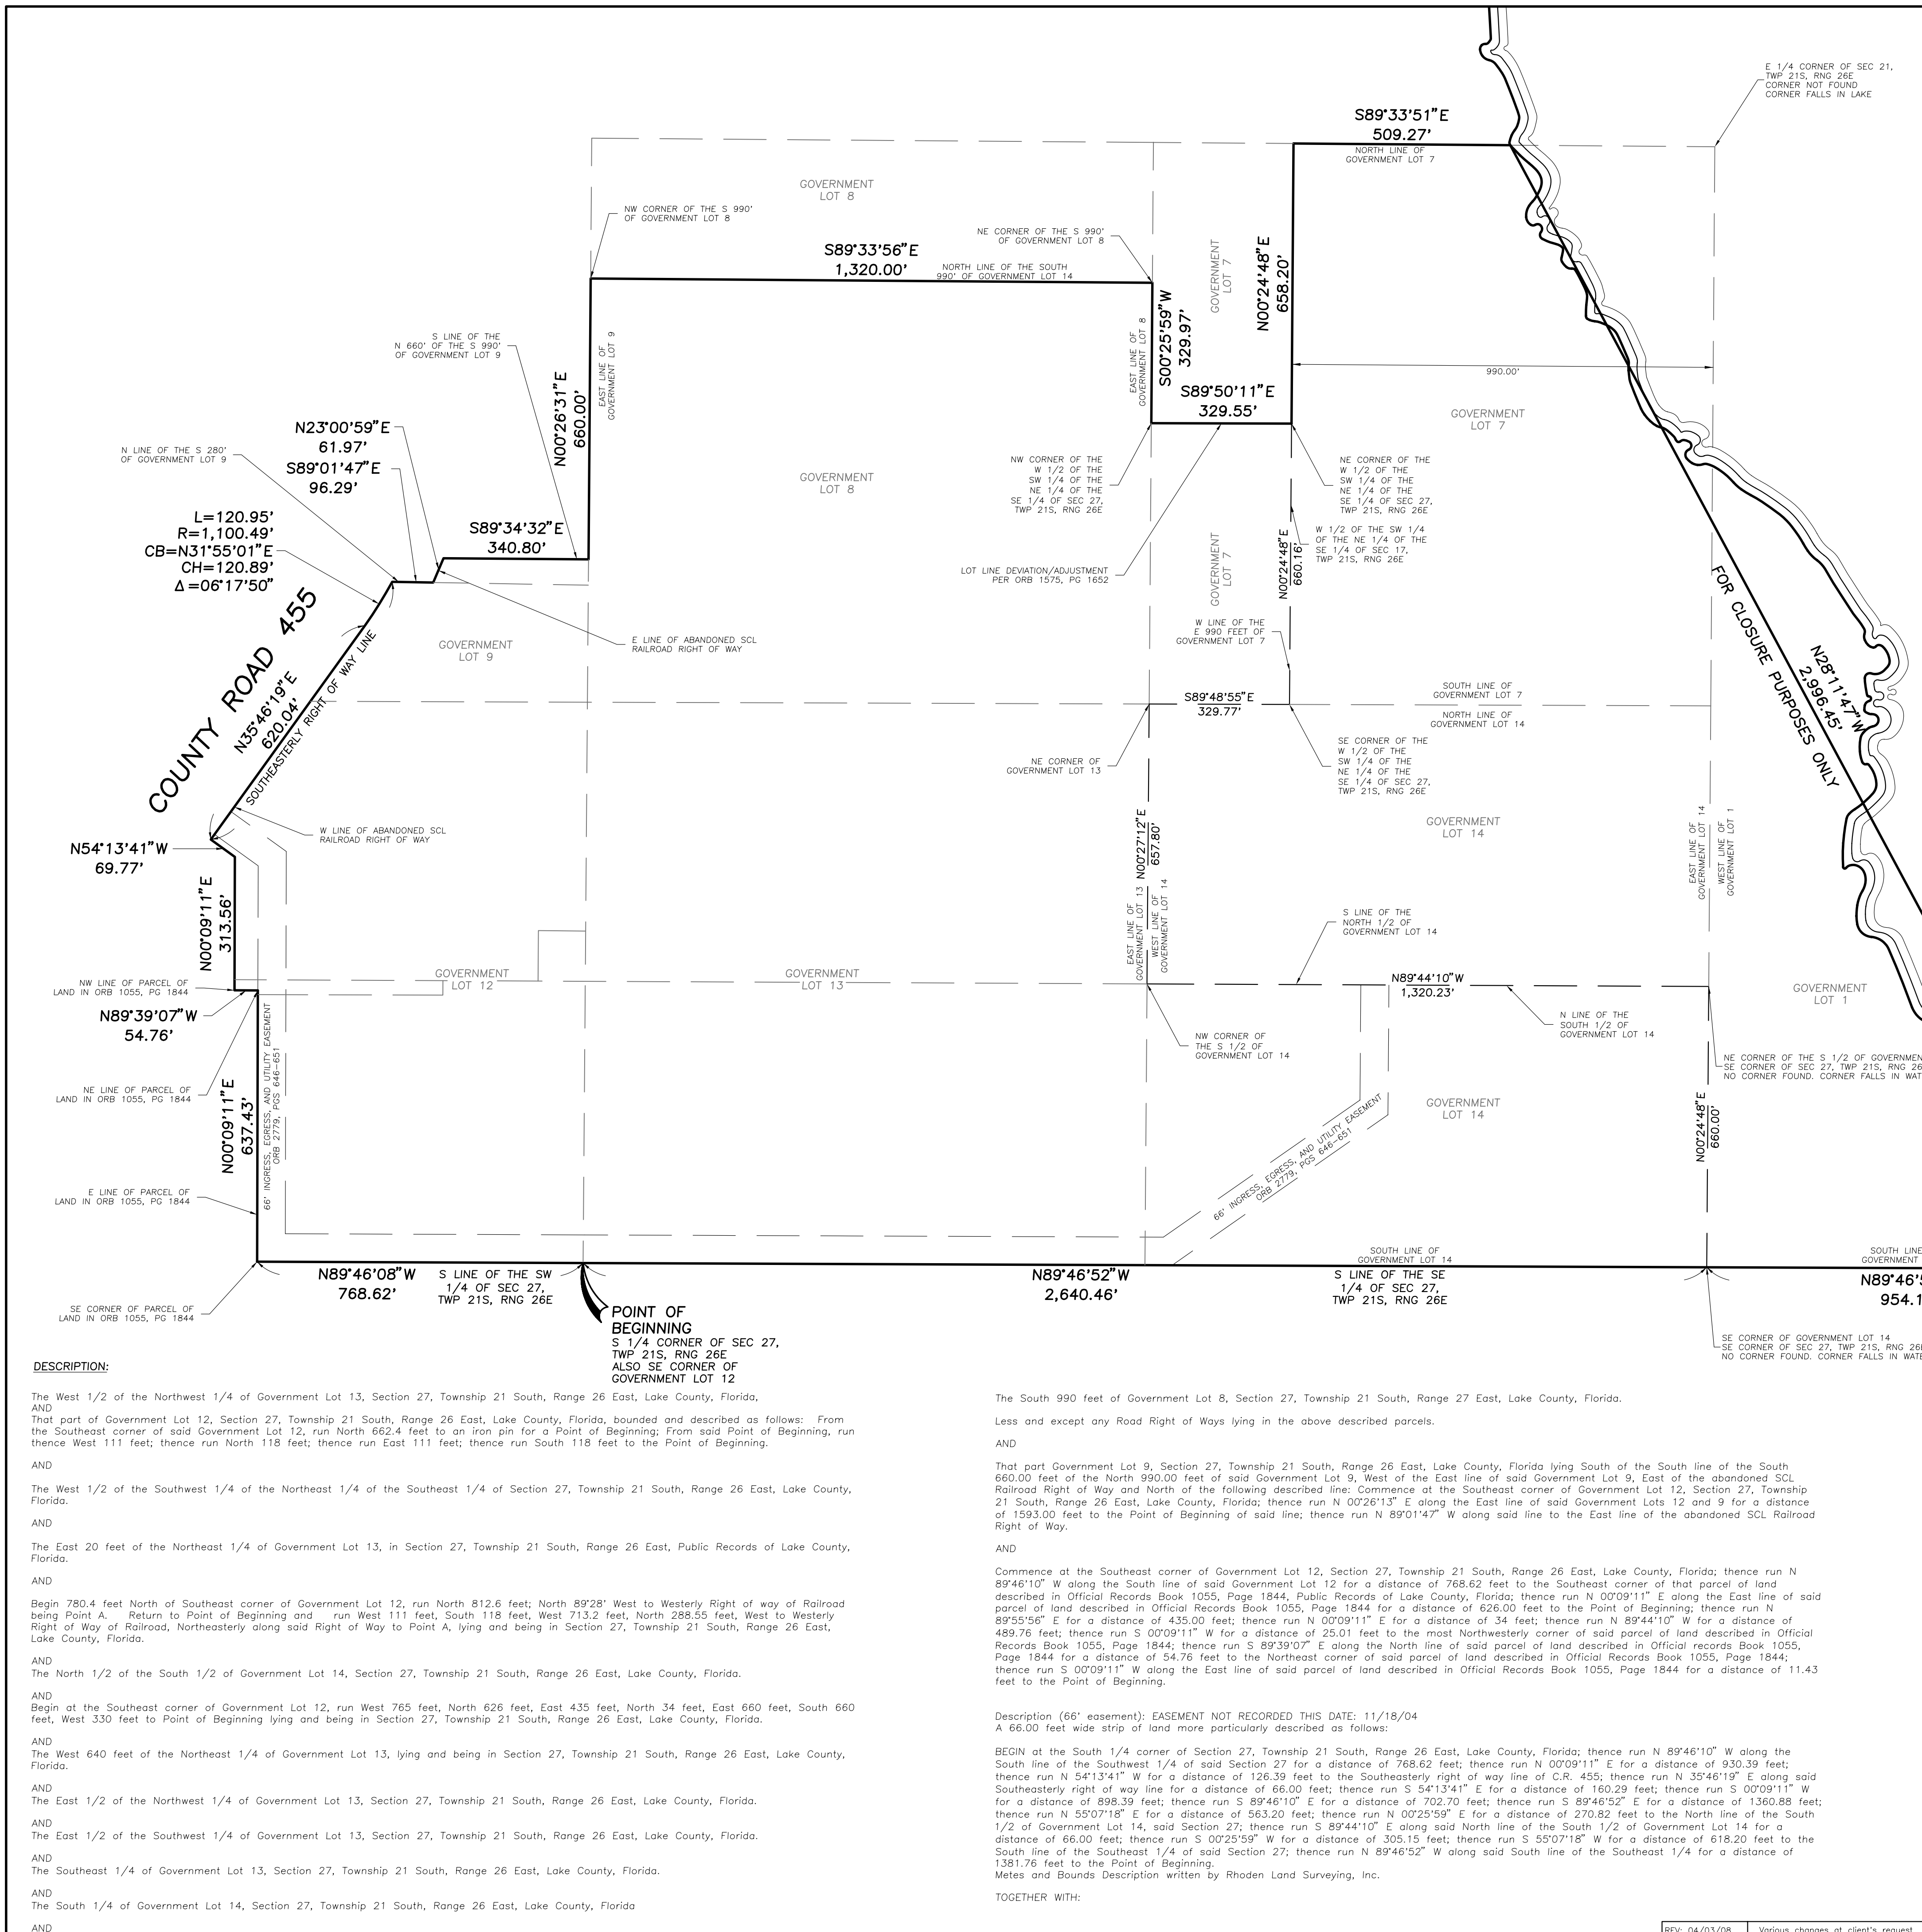 E 1/4 CORNER OF SEC 21,
TWP 21S, RNG 26E
CORNER NOT FOUND
CORNER FALLS IN LAKE
S89°33'51"E
509.27'
NORTH LINE OF
GOVERNMENT LOT 7
GOVERNMENT
LOT 8
NW CORNER OF THE S 990'
OF GOVERNMENT LOT 8
NE CORNER OF THE S 990'
OF GOVERNMENT LOT 8
S89°33'56"E
1,320.00'
NORTH LINE OF THE SOUTH
990' OF GOVERNMENT LOT 14
GOVERNMENT
LOT 7
N00°24'48"E
658.20'
S LINE OF THE
N 660' OF THE S 990'
OF GOVERNMENT LOT 9
EAST LINE OF
GOVERNMENT LOT 9
N00°26'31"E
660.00'
EAST LINE OF
GOVERNMENT LOT 8
S00°25'59"W
329.97'
990.00'
S89°50'11"E
329.55'
GOVERNMENT
LOT 7
N23°00'59"E
61.97'
S89°01'47"E
96.29'
N LINE OF THE S 280'
OF GOVERNMENT LOT 9
L=120.95'
R=1,100.49'
CB=N31°55'01"E
CH=120.89'
Δ=06°17'50"
S89°34'32"E
340.80'
GOVERNMENT
LOT 8
NW CORNER OF THE
W 1/2 OF THE
SW 1/4 OF THE
NE 1/4 OF THE
SE 1/4 OF SEC 27,
TWP 21S, RNG 26E
NE CORNER OF THE
W 1/2 OF THE
SW 1/4 OF THE
NE 1/4 OF THE
SE 1/4 OF SEC 27,
TWP 21S, RNG 26E
W 1/2 OF THE SW 1/4
OF THE NE 1/4 OF THE
SE 1/4 OF SEC 17,
TWP 21S, RNG 26E
LOT LINE DEVIATION/ADJUSTMENT
PER ORB 1575, PG 1652
GOVERNMENT
LOT 7
N00°24'48"E
660.16'
W LINE OF THE
E 990 FEET OF
GOVERNMENT LOT 7
FOR CLOSURE PURPOSES ONLY
N28°11'47"W
2,996.45'
COUNTY ROAD 455
N35°46'19"E
620.04'
SOUTHEASTERLY RIGHT OF WAY LINE
GOVERNMENT
LOT 9
E LINE OF ABANDONED SCL
RAILROAD RIGHT OF WAY
S89°48'55"E
329.77'
SOUTH LINE OF
GOVERNMENT LOT 7
NORTH LINE OF
GOVERNMENT LOT 14
NE CORNER OF
GOVERNMENT LOT 13
SE CORNER OF THE
W 1/2 OF THE
SW 1/4 OF THE
NE 1/4 OF THE
SE 1/4 OF SEC 27,
TWP 21S, RNG 26E
W LINE OF ABANDONED SCL
RAILROAD RIGHT OF WAY
N54°13'41"W
69.77'
N00°09'11"E
313.56'
N00°27'12"E
657.80'
EAST LINE OF
GOVERNMENT LOT 13
WEST LINE OF
GOVERNMENT LOT 14
GOVERNMENT
LOT 14
EAST LINE OF
GOVERNMENT LOT 14
WEST LINE OF
GOVERNMENT LOT 1
S LINE OF THE
NORTH 1/2 OF
GOVERNMENT LOT 14
NW LINE OF PARCEL OF
LAND IN ORB 1055, PG 1844
N89°39'07"W
54.76'
GOVERNMENT
LOT 12
GOVERNMENT
LOT 13
N89°44'10"W
1,320.23'
GOVERNMENT
LOT 1
NW CORNER OF
THE S 1/2 OF
GOVERNMENT LOT 14
N LINE OF THE
SOUTH 1/2 OF
GOVERNMENT LOT 14
NE CORNER OF THE S 1/2 OF GOVERNMEN
SE CORNER OF SEC 27, TWP 21S, RNG 26
NO CORNER FOUND. CORNER FALLS IN WAT
NE LINE OF PARCEL OF
LAND IN ORB 1055, PG 1844
N00°09'11"E
637.43'
66' INGRESS, EGRESS, AND UTILITY EASEMENT
ORB 2779, PGS 646-651
GOVERNMENT
LOT 14
N00°24'48"E
660.00'
66' INGRESS, EGRESS, AND UTILITY EASEMENT
ORB 2779, PGS 646-651
E LINE OF PARCEL OF
LAND IN ORB 1055, PG 1844
SOUTH LINE OF
GOVERNMENT LOT 14
SOUTH LINE
GOVERNMENT
N89°46'08"W
768.62'
S LINE OF THE SW
1/4 OF SEC 27,
TWP 21S, RNG 26E
N89°46'52"W
2,640.46'
S LINE OF THE SE
1/4 OF SEC 27,
TWP 21S, RNG 26E
N89°46'5
954.1
SE CORNER OF PARCEL OF
LAND IN ORB 1055, PG 1844
POINT OF
BEGINNING
S 1/4 CORNER OF SEC 27,
TWP 21S, RNG 26E
ALSO SE CORNER OF
GOVERNMENT LOT 12
SE CORNER OF GOVERNMENT LOT 14
SE CORNER OF SEC 27, TWP 21S, RNG 26E
NO CORNER FOUND. CORNER FALLS IN WATE
DESCRIPTION:
The West 1/2 of the Northwest 1/4 of Government Lot 13, Section 27, Township 21 South, Range 26 East, Lake County, Florida,
AND
That part of Government Lot 12, Section 27, Township 21 South, Range 26 East, Lake County, Florida, bounded and described as follows: From
the Southeast corner of said Government Lot 12, run North 662.4 feet to an iron pin for a Point of Beginning; From said Point of Beginning, run
thence West 111 feet; thence run North 118 feet; thence run East 111 feet; thence run South 118 feet to the Point of Beginning.
AND
The West 1/2 of the Southwest 1/4 of the Northeast 1/4 of the Southeast 1/4 of Section 27, Township 21 South, Range 26 East, Lake County,
Florida.
AND
The East 20 feet of the Northeast 1/4 of Government Lot 13, in Section 27, Township 21 South, Range 26 East, Public Records of Lake County,
Florida.
AND
Begin 780.4 feet North of Southeast corner of Government Lot 12, run North 812.6 feet; North 89°28' West to Westerly Right of way of Railroad
being Point A. Return to Point of Beginning and run West 111 feet, South 118 feet, West 713.2 feet, North 288.55 feet, West to Westerly
Right of Way of Railroad, Northeasterly along said Right of Way to Point A, lying and being in Section 27, Township 21 South, Range 26 East,
Lake County, Florida.
AND
The North 1/2 of the South 1/2 of Government Lot 14, Section 27, Township 21 South, Range 26 East, Lake County, Florida.
AND
Begin at the Southeast corner of Government Lot 12, run West 765 feet, North 626 feet, East 435 feet, North 34 feet, East 660 feet, South 660
feet, West 330 feet to Point of Beginning lying and being in Section 27, Township 21 South, Range 26 East, Lake County, Florida.
AND
The West 640 feet of the Northeast 1/4 of Government Lot 13, lying and being in Section 27, Township 21 South, Range 26 East, Lake County,
Florida.
AND
The East 1/2 of the Northwest 1/4 of Government Lot 13, Section 27, Township 21 South, Range 26 East, Lake County, Florida.
AND
The East 1/2 of the Southwest 1/4 of Government Lot 13, Section 27, Township 21 South, Range 26 East, Lake County, Florida.
AND
The Southeast 1/4 of Government Lot 13, Section 27, Township 21 South, Range 26 East, Lake County, Florida.
AND
The South 1/4 of Government Lot 14, Section 27, Township 21 South, Range 26 East, Lake County, Florida
AND
The South 990 feet of Government Lot 8, Section 27, Township 21 South, Range 27 East, Lake County, Florida.
Less and except any Road Right of Ways lying in the above described parcels.
AND
That part Government Lot 9, Section 27, Township 21 South, Range 26 East, Lake County, Florida lying South of the South line of the South
660.00 feet of the North 990.00 feet of said Government Lot 9, West of the East line of said Government Lot 9, East of the abandoned SCL
Railroad Right of Way and North of the following described line: Commence at the Southeast corner of Government Lot 12, Section 27, Township
21 South, Range 26 East, Lake County, Florida; thence run N 00°26'13" E along the East line of said Government Lots 12 and 9 for a distance
of 1593.00 feet to the Point of Beginning of said line; thence run N 89°01'47" W along said line to the East line of the abandoned SCL Railroad
Right of Way.
AND
Commence at the Southeast corner of Government Lot 12, Section 27, Township 21 South, Range 26 East, Lake County, Florida; thence run N
89°46'10" W along the South line of said Government Lot 12 for a distance of 768.62 feet to the Southeast corner of that parcel of land
described in Official Records Book 1055, Page 1844, Public Records of Lake County, Florida; thence run N 00°09'11" E along the East line of said
parcel of land described in Official Records Book 1055, Page 1844 for a distance of 626.00 feet to the Point of Beginning; thence run N
89°55'56" E for a distance of 435.00 feet; thence run N 00°09'11" E for a distance of 34 feet; thence run N 89°44'10" W for a distance of
489.76 feet; thence run S 00°09'11" W for a distance of 25.01 feet to the most Northwesterly corner of said parcel of land described in Official
Records Book 1055, Page 1844; thence run S 89°39'07" E along the North line of said parcel of land described in Official records Book 1055,
Page 1844 for a distance of 54.76 feet to the Northeast corner of said parcel of land described in Official Records Book 1055, Page 1844;
thence run S 00°09'11" W along the East line of said parcel of land described in Official Records Book 1055, Page 1844 for a distance of 11.43
feet to the Point of Beginning.
Description (66' easement): EASEMENT NOT RECORDED THIS DATE: 11/18/04
A 66.00 feet wide strip of land more particularly described as follows:
BEGIN at the South 1/4 corner of Section 27, Township 21 South, Range 26 East, Lake County, Florida; thence run N 89°46'10" W along the
South line of the Southwest 1/4 of said Section 27 for a distance of 768.62 feet; thence run N 00°09'11" E for a distance of 930.39 feet;
thence run N 54°13'41" W for a distance of 126.39 feet to the Southeasterly right of way line of C.R. 455; thence run N 35°46'19" E along said
Southeasterly right of way line for a distance of 66.00 feet; thence run S 54°13'41" E for a distance of 160.29 feet; thence run S 00°09'11" W
for a distance of 898.39 feet; thence run S 89°46'10" E for a distance of 702.70 feet; thence run S 89°46'52" E for a distance of 1360.88 feet;
thence run N 55°07'18" E for a distance of 563.20 feet; thence run N 00°25'59" E for a distance of 270.82 feet to the North line of the South
1/2 of Government Lot 14, said Section 27; thence run S 89°44'10" E along said North line of the South 1/2 of Government Lot 14 for a
distance of 66.00 feet; thence run S 00°25'59" W for a distance of 305.15 feet; thence run S 55°07'18" W for a distance of 618.20 feet to the
South line of the Southeast 1/4 of said Section 27; thence run N 89°46'52" W along said South line of the Southeast 1/4 for a distance of
1381.76 feet to the Point of Beginning.
Metes and Bounds Description written by Rhoden Land Surveying, Inc.
TOGETHER WITH:
REV: 04/03/08 Various changes at client's request